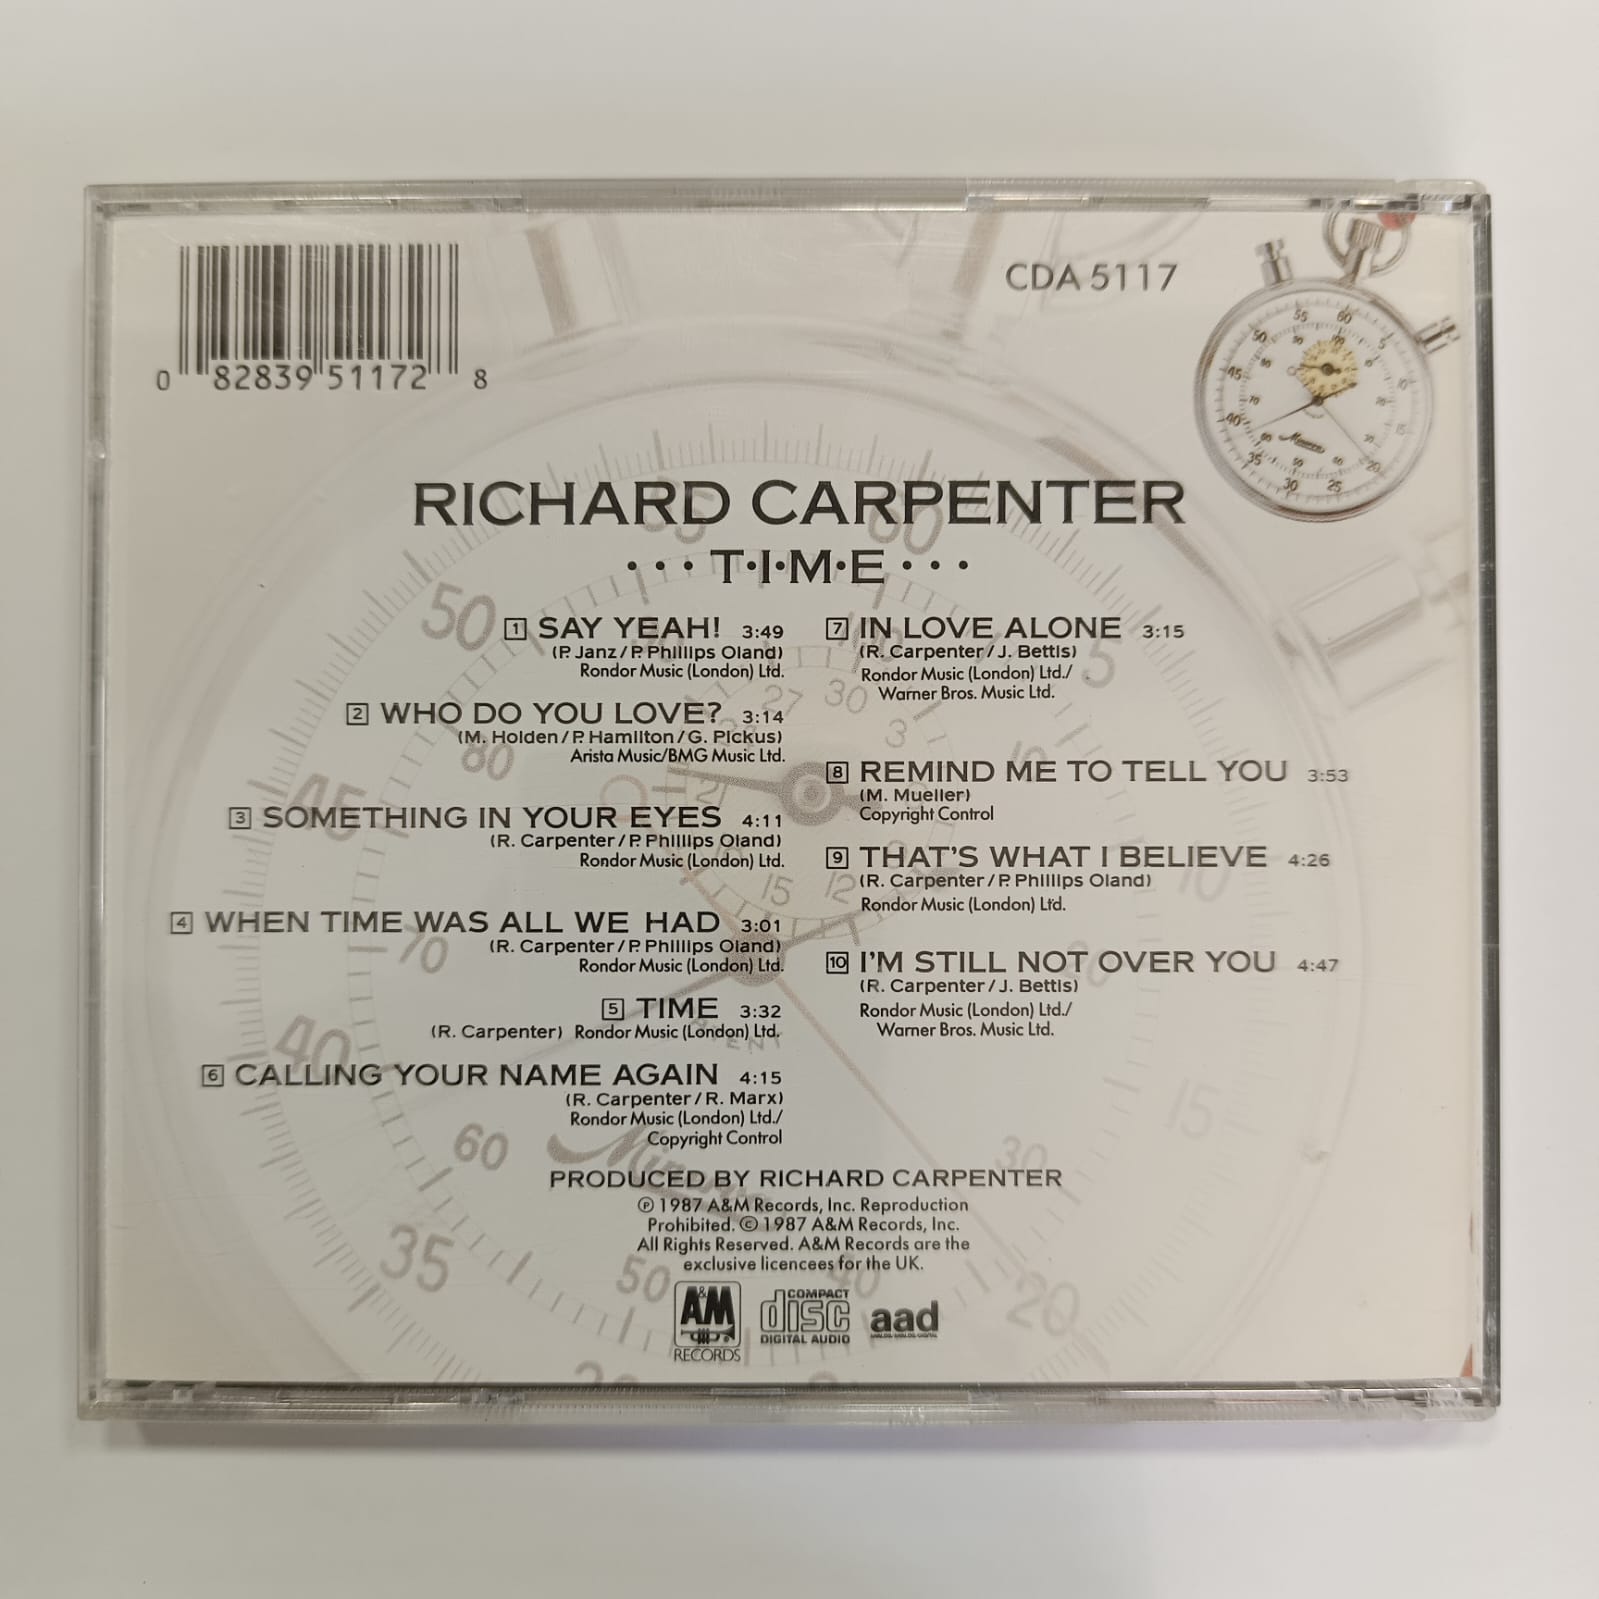 0 82839 51172 8
CDA 5117
RICHARD CARPENTER
···T·I·M·E···
1 SAY YEAH! 3:49
(P. Janz/P. Phillips Oland)
Rondor Music (London) Ltd.
2 WHO DO YOU LOVE? 3:14
(M. Holden/P. Hamilton/G. Pickus)
Arista Music/BMG Music Ltd.
3 SOMETHING IN YOUR EYES 4:11
(R. Carpenter/P. Phillips Oland)
Rondor Music (London) Ltd.
4 WHEN TIME WAS ALL WE HAD 3:01
(R. Carpenter/P. Phillips Oland)
Rondor Music (London) Ltd.
5 TIME 3:32
(R. Carpenter) Rondor Music (London) Ltd.
6 CALLING YOUR NAME AGAIN 4:15
(R. Carpenter/R. Marx)
Rondor Music (London) Ltd./
Copyright Control
7 IN LOVE ALONE 3:15
(R. Carpenter/J. Bettis)
Rondor Music (London) Ltd./
Warner Bros. Music Ltd.
8 REMIND ME TO TELL YOU 3:53
(M. Mueller)
Copyright Control
9 THAT'S WHAT I BELIEVE 4:26
(R. Carpenter/P. Phillips Oland)
Rondor Music (London) Ltd.
10 I'M STILL NOT OVER YOU 4:47
(R. Carpenter/J. Bettis)
Rondor Music (London) Ltd./
Warner Bros. Music Ltd.
PRODUCED BY RICHARD CARPENTER
℗ 1987 A&M Records, Inc. Reproduction
Prohibited. © 1987 A&M Records, Inc.
All Rights Reserved. A&M Records are the
exclusive licencees for the UK.
A&M
RECORDS
COMPACT
disc
DIGITAL AUDIO
aad